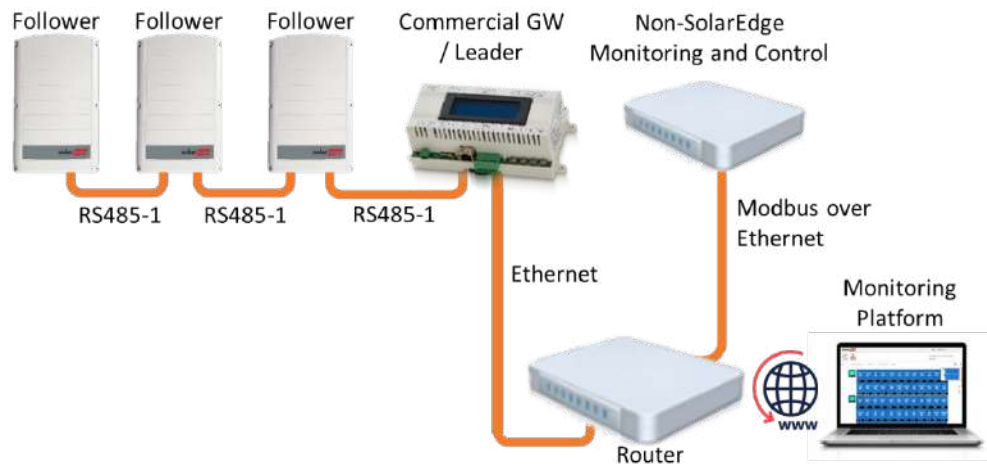 Follower
Follower
Follower
Commercial GW
/ Leader
Non-SolarEdge
Monitoring and Control
RS485-1
RS485-1
RS485-1
Modbus over
Ethernet
Ethernet
Monitoring
Platform
www
Router